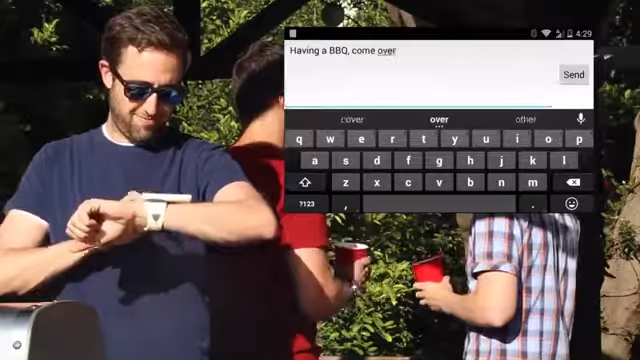 4:29
Having a BBQ, come over
Send
cover over other
q w e r t y u i o p
a s d f g h j k l
z x c v b n m
?123 , .